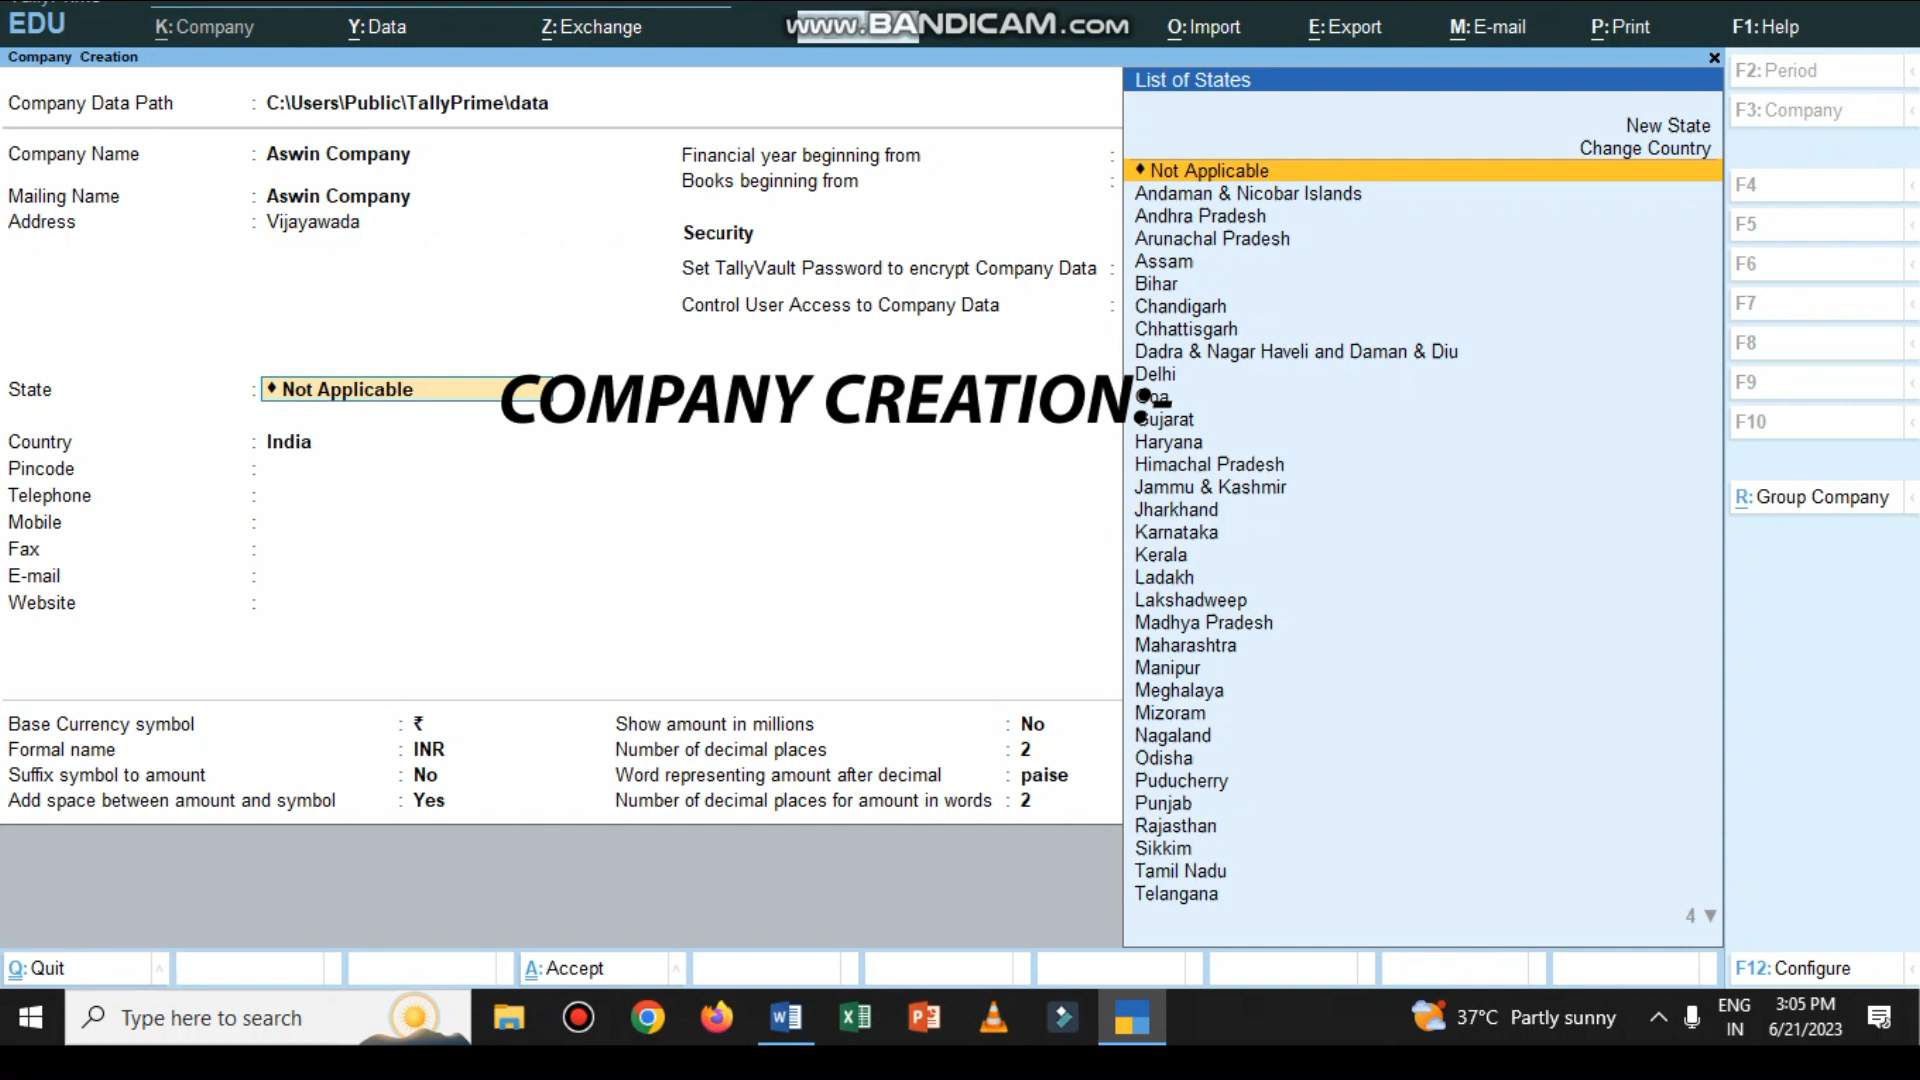 EDU
K: Company
Y: Data
Z: Exchange
www.BANDICAM.com
O: Import
E: Export
M: E-mail
P: Print
F1: Help
Company Creation
Company Data Path : C:\Users\Public\TallyPrime\data
Company Name : Aswin Company
Mailing Name : Aswin Company
Address : Vijayawada
Financial year beginning from :
Books beginning from :
Security
Set TallyVault Password to encrypt Company Data :
Control User Access to Company Data :
State : ♦ Not Applicable
COMPANY CREATION:-
Country : India
Pincode :
Telephone :
Mobile :
Fax :
E-mail :
Website :
Base Currency symbol : ₹
Formal name : INR
Suffix symbol to amount : No
Add space between amount and symbol : Yes
Show amount in millions : No
Number of decimal places : 2
Word representing amount after decimal : paise
Number of decimal places for amount in words : 2
List of States
New State
Change Country
♦ Not Applicable
Andaman & Nicobar Islands
Andhra Pradesh
Arunachal Pradesh
Assam
Bihar
Chandigarh
Chhattisgarh
Dadra & Nagar Haveli and Daman & Diu
Delhi
Goa
Gujarat
Haryana
Himachal Pradesh
Jammu & Kashmir
Jharkhand
Karnataka
Kerala
Ladakh
Lakshadweep
Madhya Pradesh
Maharashtra
Manipur
Meghalaya
Mizoram
Nagaland
Odisha
Puducherry
Punjab
Rajasthan
Sikkim
Tamil Nadu
Telangana
4 ▼
F2: Period
F3: Company
F4
F5
F6
F7
F8
F9
F10
R: Group Company
Q: Quit
A: Accept
F12: Configure
Type here to search
37°C Partly sunny
ENG
IN
3:05 PM
6/21/2023